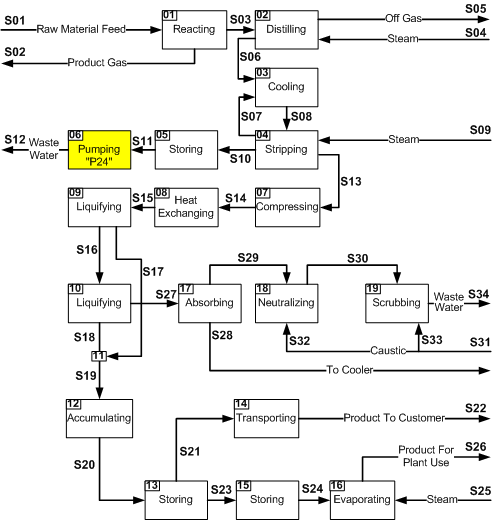 S01
Raw Material Feed
01
Reacting
S03
02
Distilling
Off Gas
S05
Steam
S04
S02
Product Gas
S06
03
Cooling
S07
S08
S12
Waste
Water
06
Pumping
"P24"
S11
05
Storing
S10
04
Stripping
Steam
S09
S13
09
Liquifying
S15
08
Heat
Exchanging
S14
07
Compressing
S16
S17
10
Liquifying
S27
17
Absorbing
S29
18
Neutralizing
S30
19
Scrubbing
Waste
Water
S34
S18
S28
S32
Caustic
S33
S31
11
S19
To Cooler
12
Accumulating
14
Transporting
Product To Customer
S22
S20
S21
Product For
Plant Use
S26
13
Storing
S23
15
Storing
S24
16
Evaporating
Steam
S25